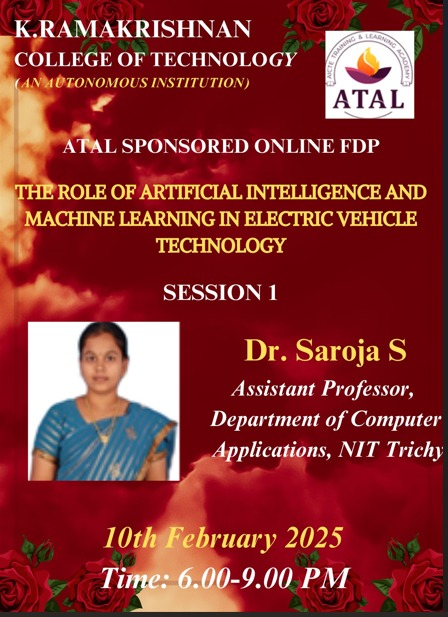 K.RAMAKRISHNAN
COLLEGE OF TECHNOLOGY
(AN AUTONOMOUS INSTITUTION)
AICTE TRAINING & LEARNING ACADEMY
ATAL
ATAL SPONSORED ONLINE FDP
THE ROLE OF ARTIFICIAL INTELLIGENCE AND
MACHINE LEARNING IN ELECTRIC VEHICLE
TECHNOLOGY
SESSION 1
Dr. Saroja S
Assistant Professor,
Department of Computer
Applications, NIT Trichy
10th February 2025
Time: 6.00-9.00 PM